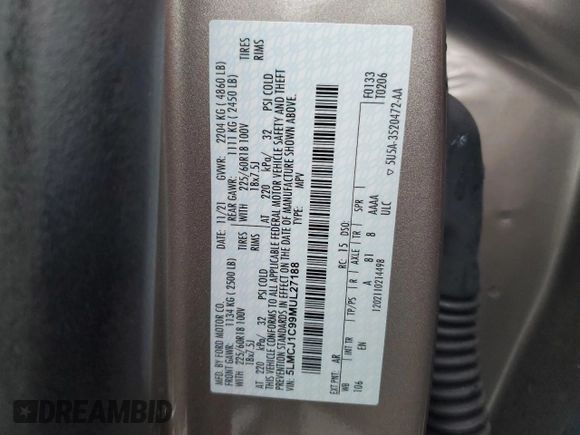 MFD. BY FORD MOTOR CO.
DATE: 11/21 GVWR: 2204 KG ( 4860 LB)
FRONT GAWR: 1134 KG ( 2500 LB) REAR GAWR: 1111 KG ( 2450 LB)
WITH 225/60R18 100V TIRES WITH 225/60R18 100V TIRES
18x7.5J RIMS 18x7.5J RIMS
AT 220 kPa/ 32 PSI COLD AT 220 kPa/ 32 PSI COLD
THIS VEHICLE CONFORMS TO ALL APPLICABLE FEDERAL MOTOR VEHICLE SAFETY AND THEFT
PREVENTION STANDARDS IN EFFECT ON THE DATE OF MANUFACTURE SHOWN ABOVE.
VIN: 5LMCJ1C99MUL27188 TYPE: MPV
F0133
T0206
EXT PNT: AR RC: 15 DSO:
WB INT TR TP/PS R AXLE TR SPR
106 EN A B1 8 AAAA
ULC
1202110214498
▽ 5U5A-3520472-AA
DREAMBID